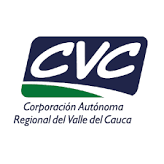 CVC
Corporación Autónoma
Regional del Valle del Cauca